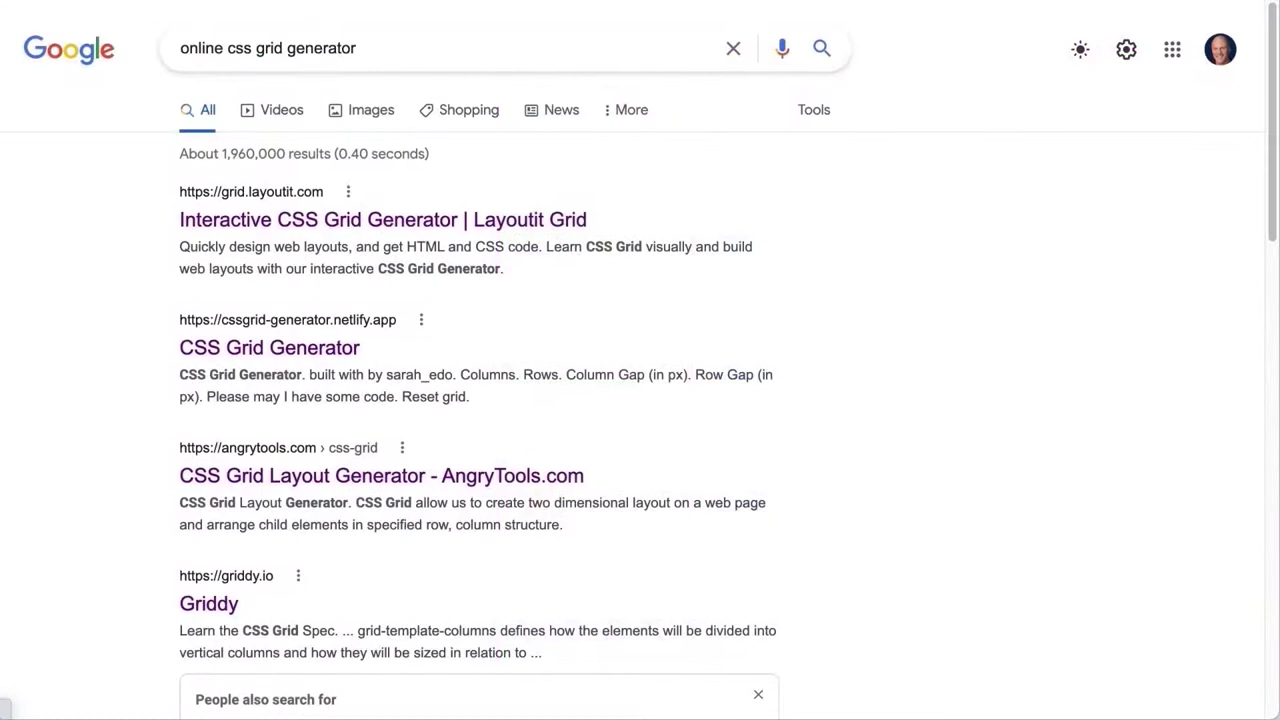 Google
online css grid generator
All
Videos
Images
Shopping
News
More
Tools
About 1,960,000 results (0.40 seconds)
https://grid.layoutit.com
Interactive CSS Grid Generator | Layoutit Grid
Quickly design web layouts, and get HTML and CSS code. Learn CSS Grid visually and build
web layouts with our interactive CSS Grid Generator.
https://cssgrid-generator.netlify.app
CSS Grid Generator
CSS Grid Generator. built with by sarah_edo. Columns. Rows. Column Gap (in px). Row Gap (in
px). Please may I have some code. Reset grid.
https://angrytools.com › css-grid
CSS Grid Layout Generator - AngryTools.com
CSS Grid Layout Generator. CSS Grid allow us to create two dimensional layout on a web page
and arrange child elements in specified row, column structure.
https://griddy.io
Griddy
Learn the CSS Grid Spec. ... grid-template-columns defines how the elements will be divided into
vertical columns and how they will be sized in relation to ...
People also search for